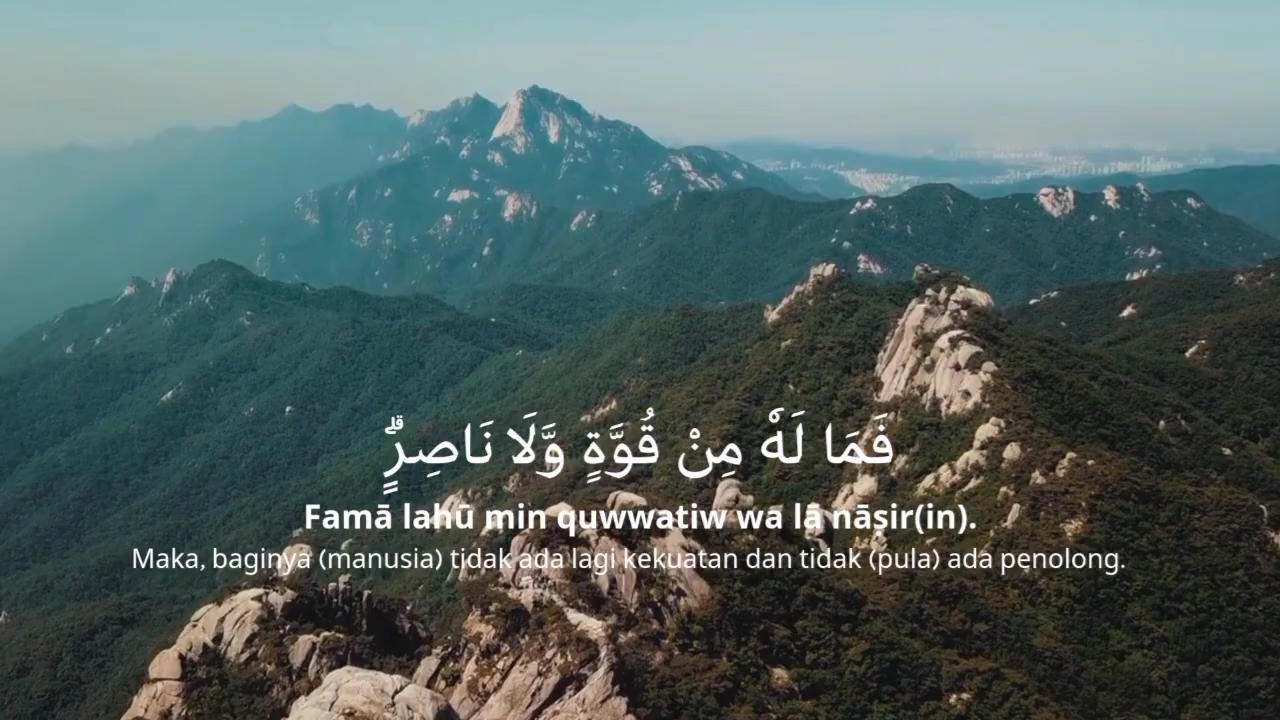 فَمَا لَهٗ مِنْ قُوَّةٍ وَّلَا نَاصِرٍۗ
Famā lahū min quwwatiw wa lā nāṣir(in).
Maka, baginya (manusia) tidak ada lagi kekuatan dan tidak (pula) ada penolong.